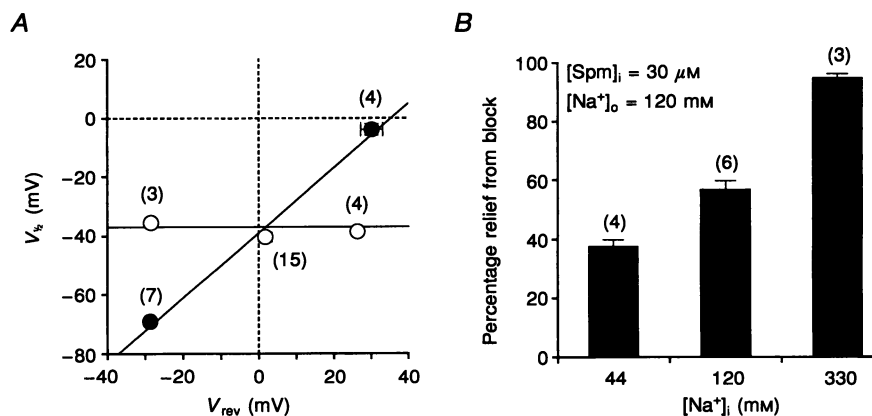 A
20
0
−20
−40
−60
−80
V½ (mV)
(4)
(3)
(4)
(15)
(7)
−40 −20 0 20 40
Vrev (mV)
B
100
80
60
40
20
0
Percentage relief from block
[Spm]i = 30 μM
[Na+]o = 120 mM
(3)
(6)
(4)
44 120 330
[Na+]i (mM)